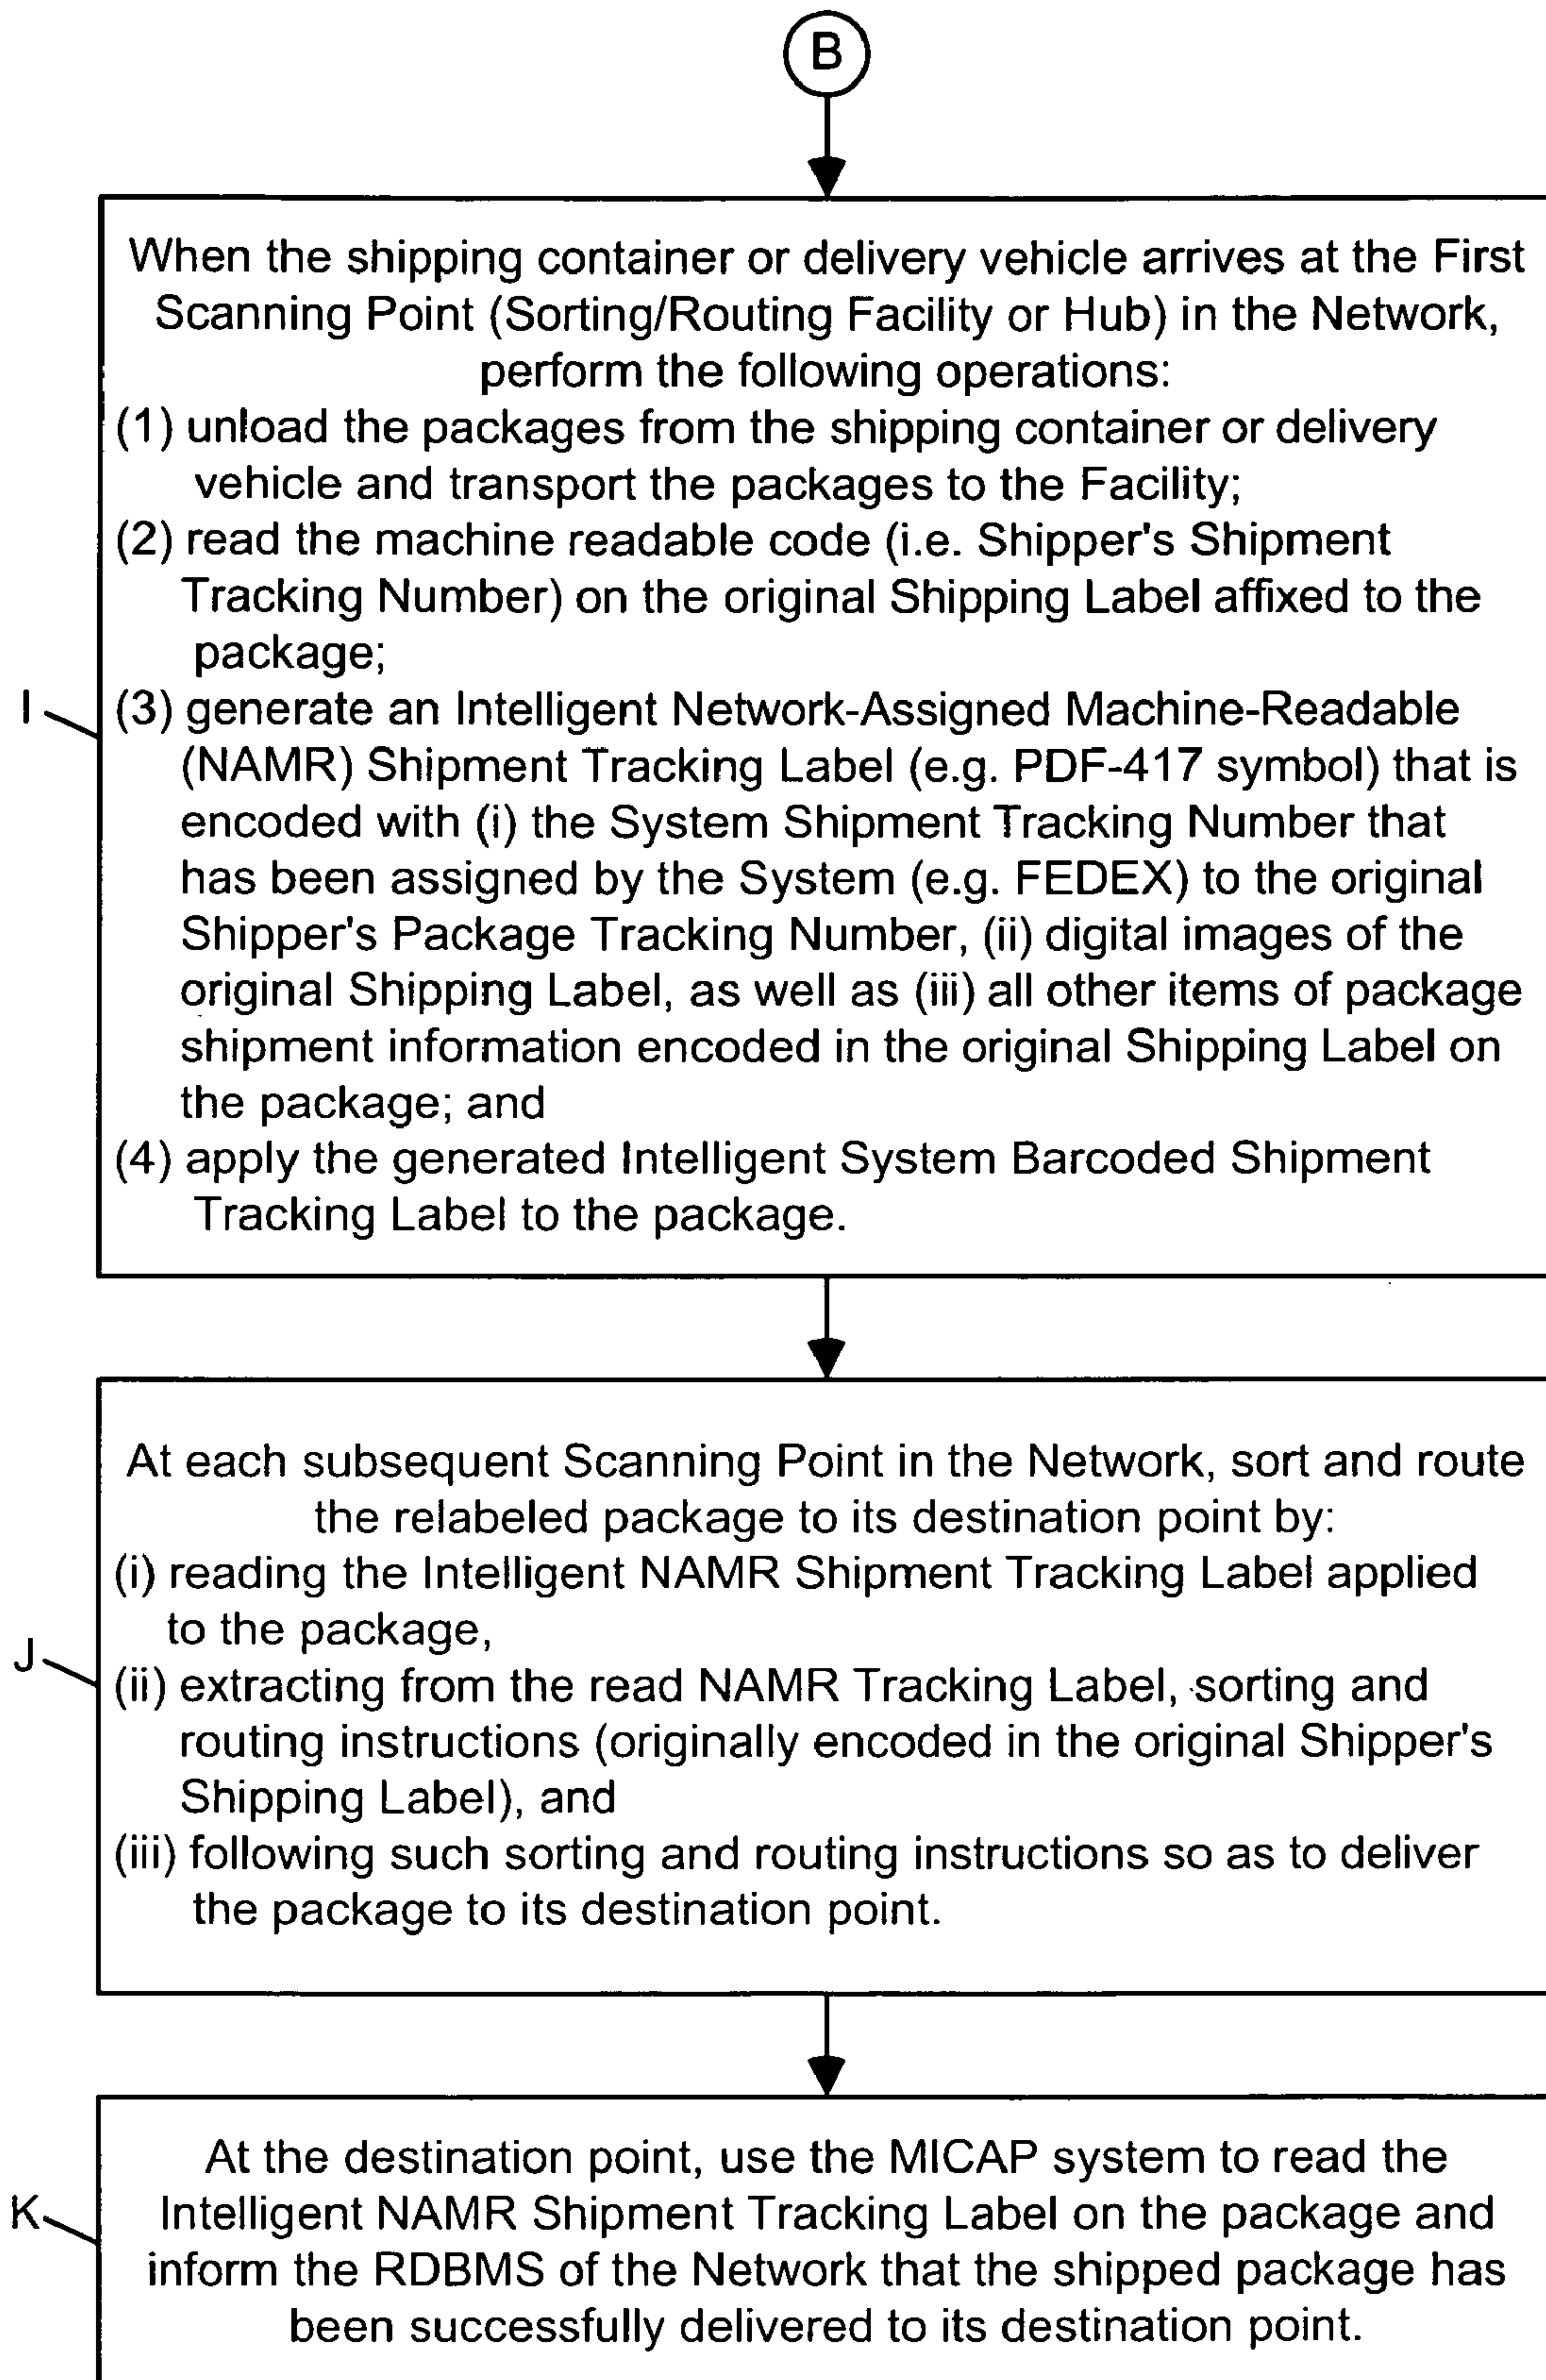 B
When the shipping container or delivery vehicle arrives at the First
Scanning Point (Sorting/Routing Facility or Hub) in the Network,
perform the following operations:
(1) unload the packages from the shipping container or delivery
vehicle and transport the packages to the Facility;
(2) read the machine readable code (i.e. Shipper's Shipment
Tracking Number) on the original Shipping Label affixed to the
package;
I
(3) generate an Intelligent Network-Assigned Machine-Readable
(NAMR) Shipment Tracking Label (e.g. PDF-417 symbol) that is
encoded with (i) the System Shipment Tracking Number that
has been assigned by the System (e.g. FEDEX) to the original
Shipper's Package Tracking Number, (ii) digital images of the
original Shipping Label, as well as (iii) all other items of package
shipment information encoded in the original Shipping Label on
the package; and
(4) apply the generated Intelligent System Barcoded Shipment
Tracking Label to the package.
At each subsequent Scanning Point in the Network, sort and route
the relabeled package to its destination point by:
(i) reading the Intelligent NAMR Shipment Tracking Label applied
to the package,
J
(ii) extracting from the read NAMR Tracking Label, sorting and
routing instructions (originally encoded in the original Shipper's
Shipping Label), and
(iii) following such sorting and routing instructions so as to deliver
the package to its destination point.
At the destination point, use the MICAP system to read the
K
Intelligent NAMR Shipment Tracking Label on the package and
inform the RDBMS of the Network that the shipped package has
been successfully delivered to its destination point.